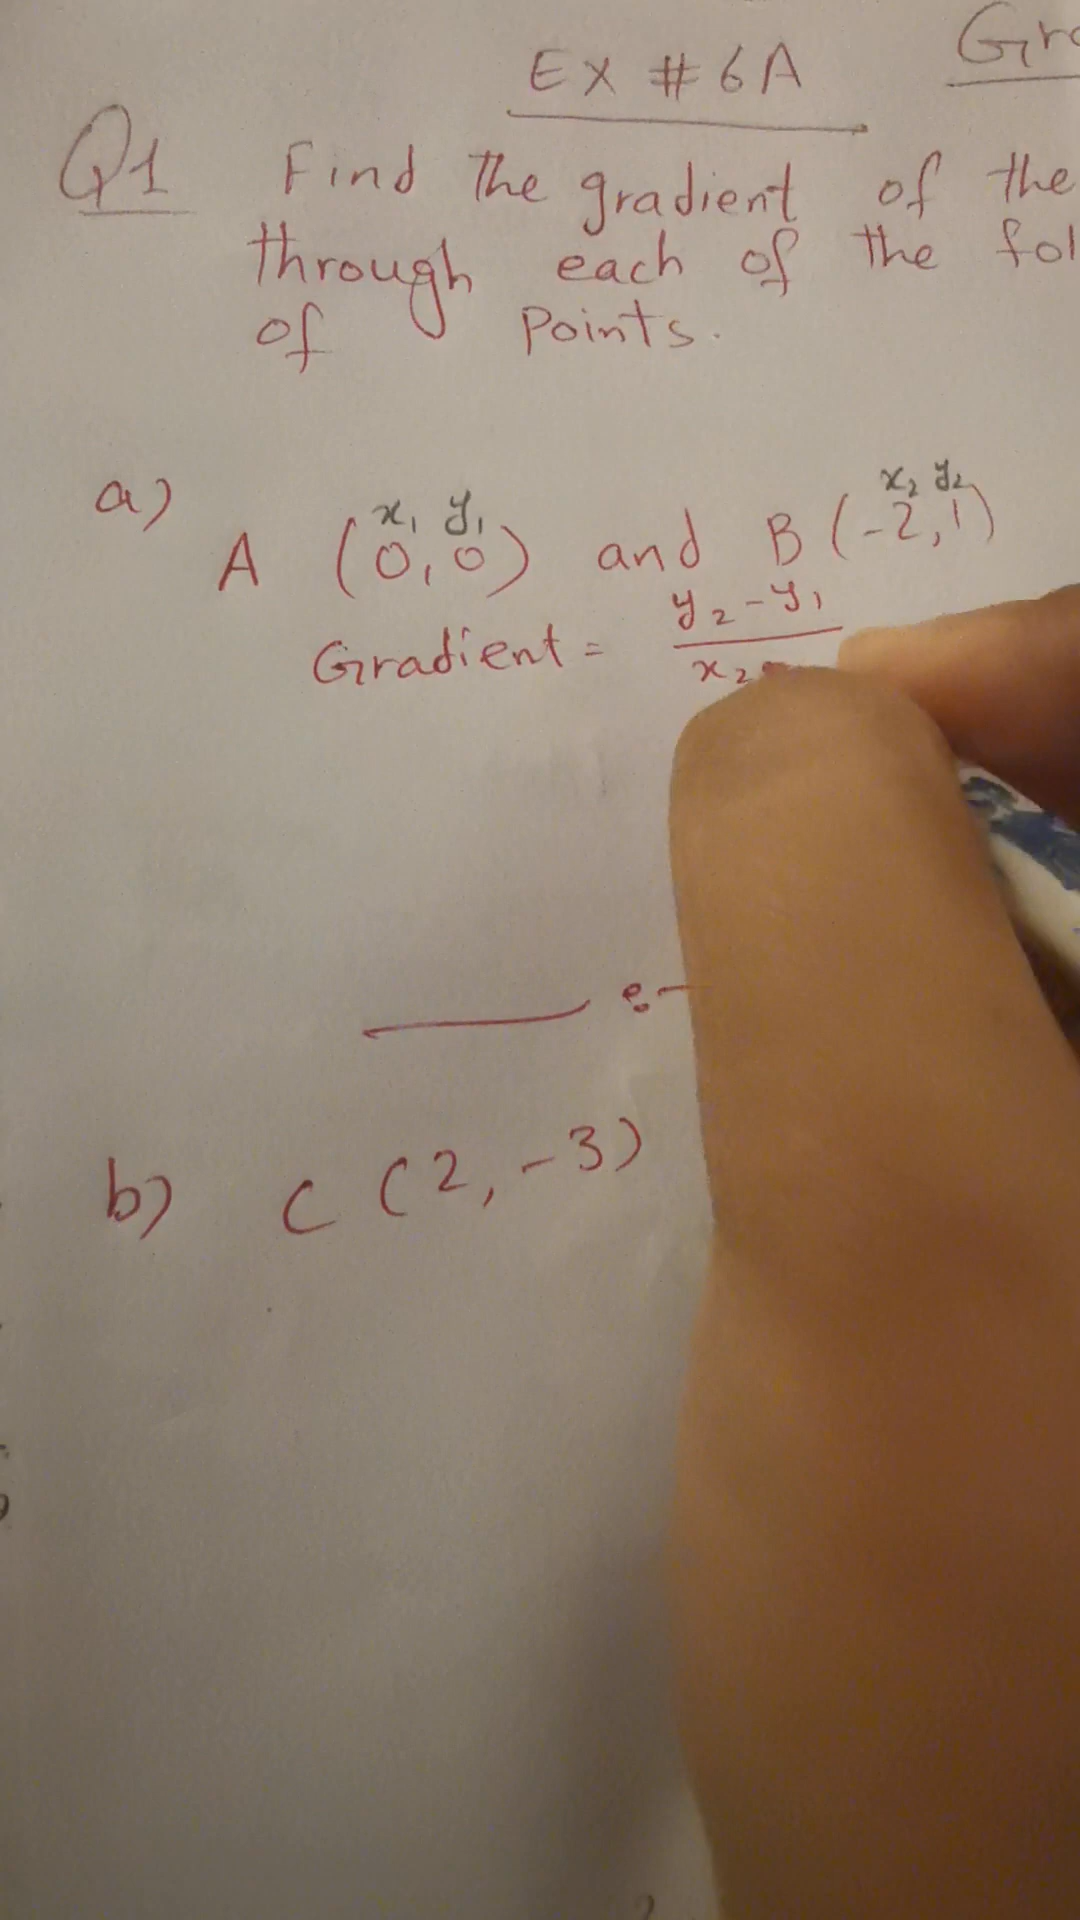 EX #6A
Q1 Find the gradient of the
through each of the
of Points.
a) A (0,0) and B (-2,1)
x₁ y₁ x₂ y₂
Gradient = y₂-y₁
x₂
b) C (2,-3)